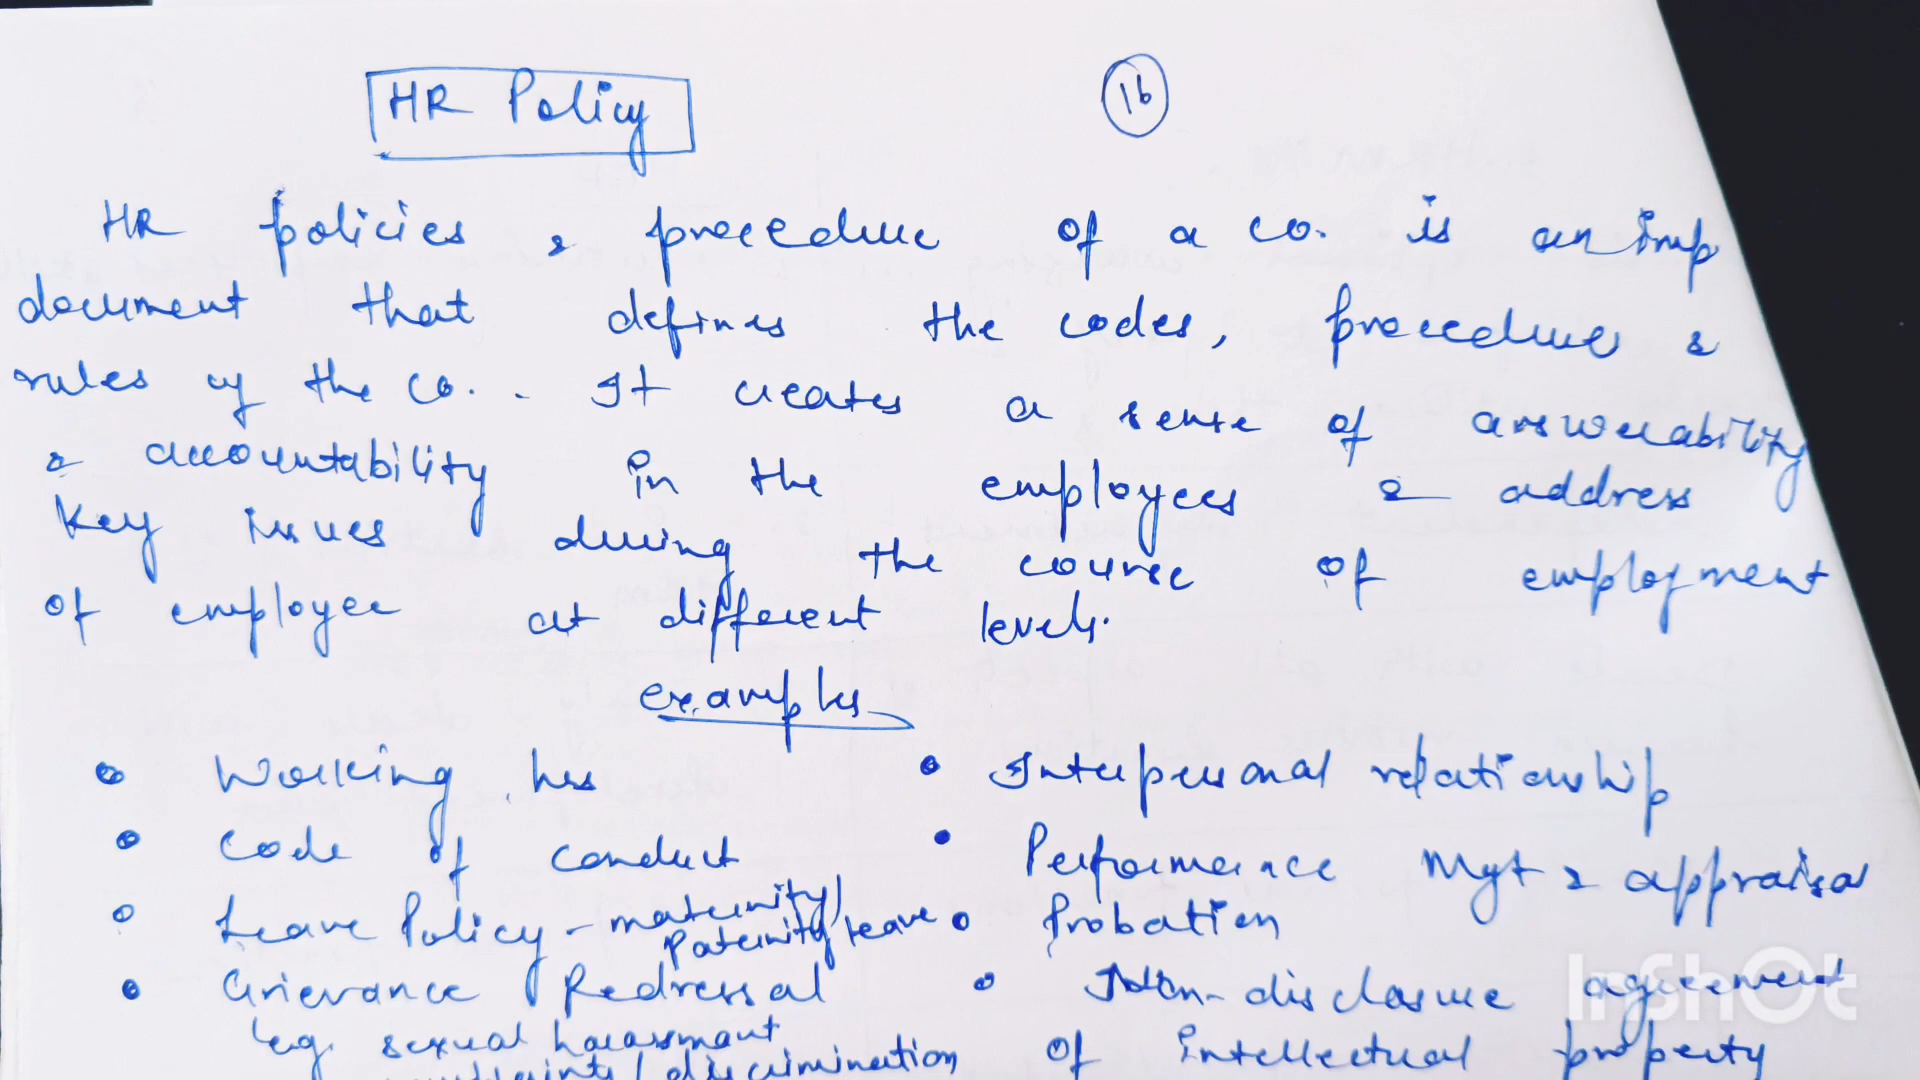 HR Policy
16
HR policies & procedure of a co. is an imp
document that defines the codes, procedures &
rules of the co.. It creates a sense of answerability
& accountability in the employees & address
key issues during the course of employment
of employee at different levels.
examples
• Working hrs
• Code of conduct
• Leave Policy - maternity/
Paternity leave
• Grievance Redressal
eg. sexual harassment
/ discrimination
• Interpersonal relationship
• Performance Mgt & appraisal
• Probation
• Non-disclosure agreement
of intellectual property
InShOt